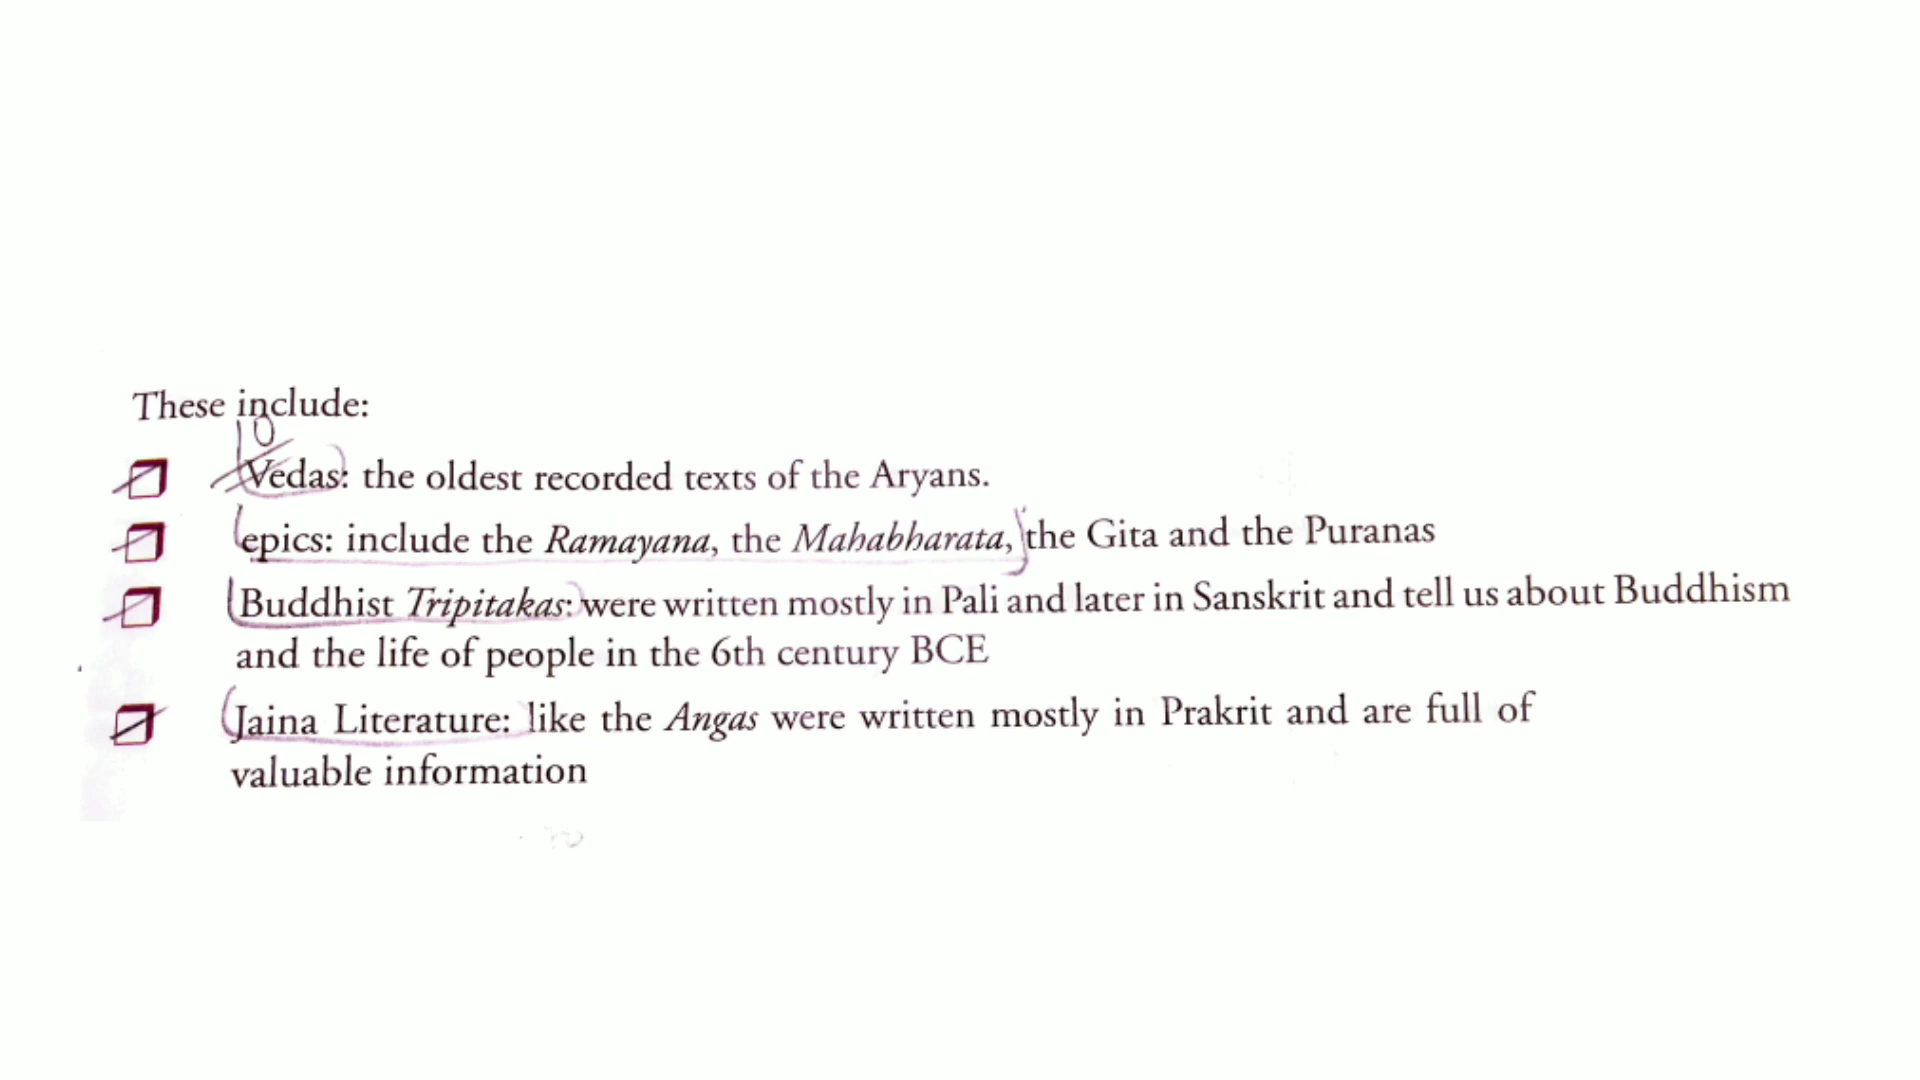 These include:
10
Vedas: the oldest recorded texts of the Aryans.
epics: include the Ramayana, the Mahabharata, the Gita and the Puranas
Buddhist Tripitakas: were written mostly in Pali and later in Sanskrit and tell us about Buddhism
and the life of people in the 6th century BCE
Jaina Literature: like the Angas were written mostly in Prakrit and are full of
valuable information